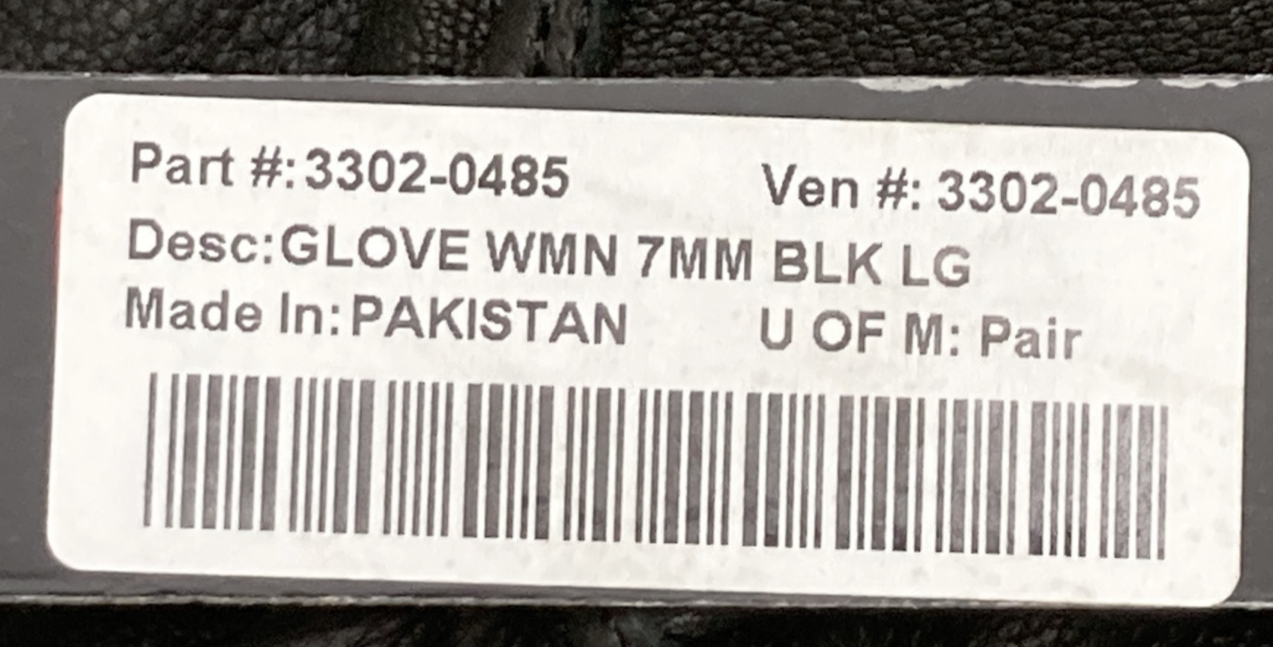 Part #: 3302-0485 Ven #: 3302-0485
Desc: GLOVE WMN 7MM BLK LG
Made In: PAKISTAN U OF M: Pair